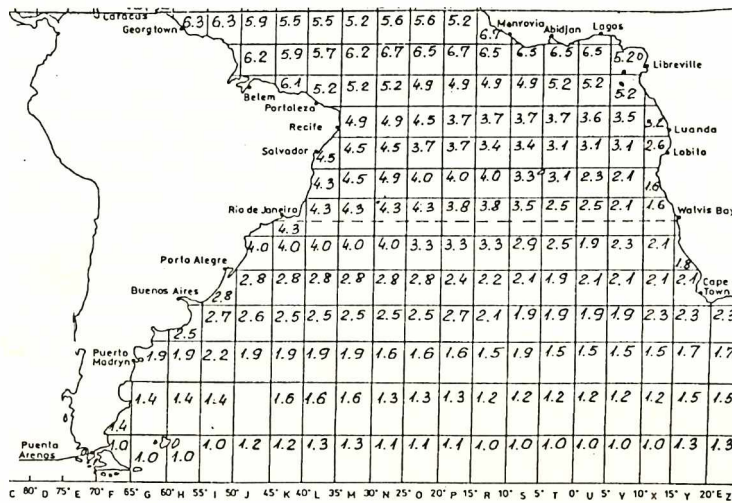 Caracas 6.3 6.3 5.9 5.5 5.5 5.2 5.6 5.6 5.2 Monrovia Abidjan Lagos
Georgtown 6.7
6.2 5.9 5.7 6.2 6.7 6.5 6.7 6.5 6.3 6.5 6.5 5.2
Libreville
Belem 6.1 5.2 5.2 5.2 4.9 4.9 4.9 4.9 5.2 5.2 5.2
Portaleza
Recife 4.9 4.9 4.5 3.7 3.7 3.7 3.7 3.6 3.5 3.2 Luanda
Salvador 4.5 4.5 4.5 3.7 3.7 3.4 3.4 3.1 3.1 3.1 2.6 Lobito
4.3 4.5 4.9 4.0 4.0 4.0 3.3 3.1 2.3 2.1 1.6
Rio de Janeiro 4.3 4.3 4.3 4.3 3.8 3.8 3.5 2.5 2.5 2.1 1.6 Walvis Bay
4.3
4.0 4.0 4.0 4.0 4.0 3.3 3.3 3.3 2.9 2.5 1.9 2.3 2.1
Porto Alegre 1.8
2.8 2.8 2.8 2.8 2.8 2.8 2.4 2.2 2.1 1.9 2.1 2.1 2.1 2.1 Cape Town
Buenos Aires 2.8
2.7 2.6 2.5 2.5 2.5 2.5 2.5 2.7 2.1 1.9 1.9 1.9 1.9 2.3 2.3 2.3
2.5
Puerto Madryn 1.9 1.9 2.2 1.9 1.9 1.9 1.9 1.6 1.6 1.6 1.5 1.9 1.5 1.5 1.5 1.5 1.7 1.7
1.4 1.4 1.4 1.6 1.6 1.6 1.3 1.3 1.3 1.2 1.2 1.2 1.2 1.2 1.2 1.5 1.5
1.4
Puenta Arenas 1.0 1.0 1.2 1.2 1.3 1.3 1.1 1.1 1.1 1.0 1.0 1.0 1.0 1.0 1.0 1.3 1.3
1.0 1.0
C 80° D 75° E 70° F 65° G 60° H 55° I 50° J 45° K 40° L 35° M 30° N 25° O 20° P 15° R 10° S 5° T 0° U 5° V 10° X 15° Y 20°E Z